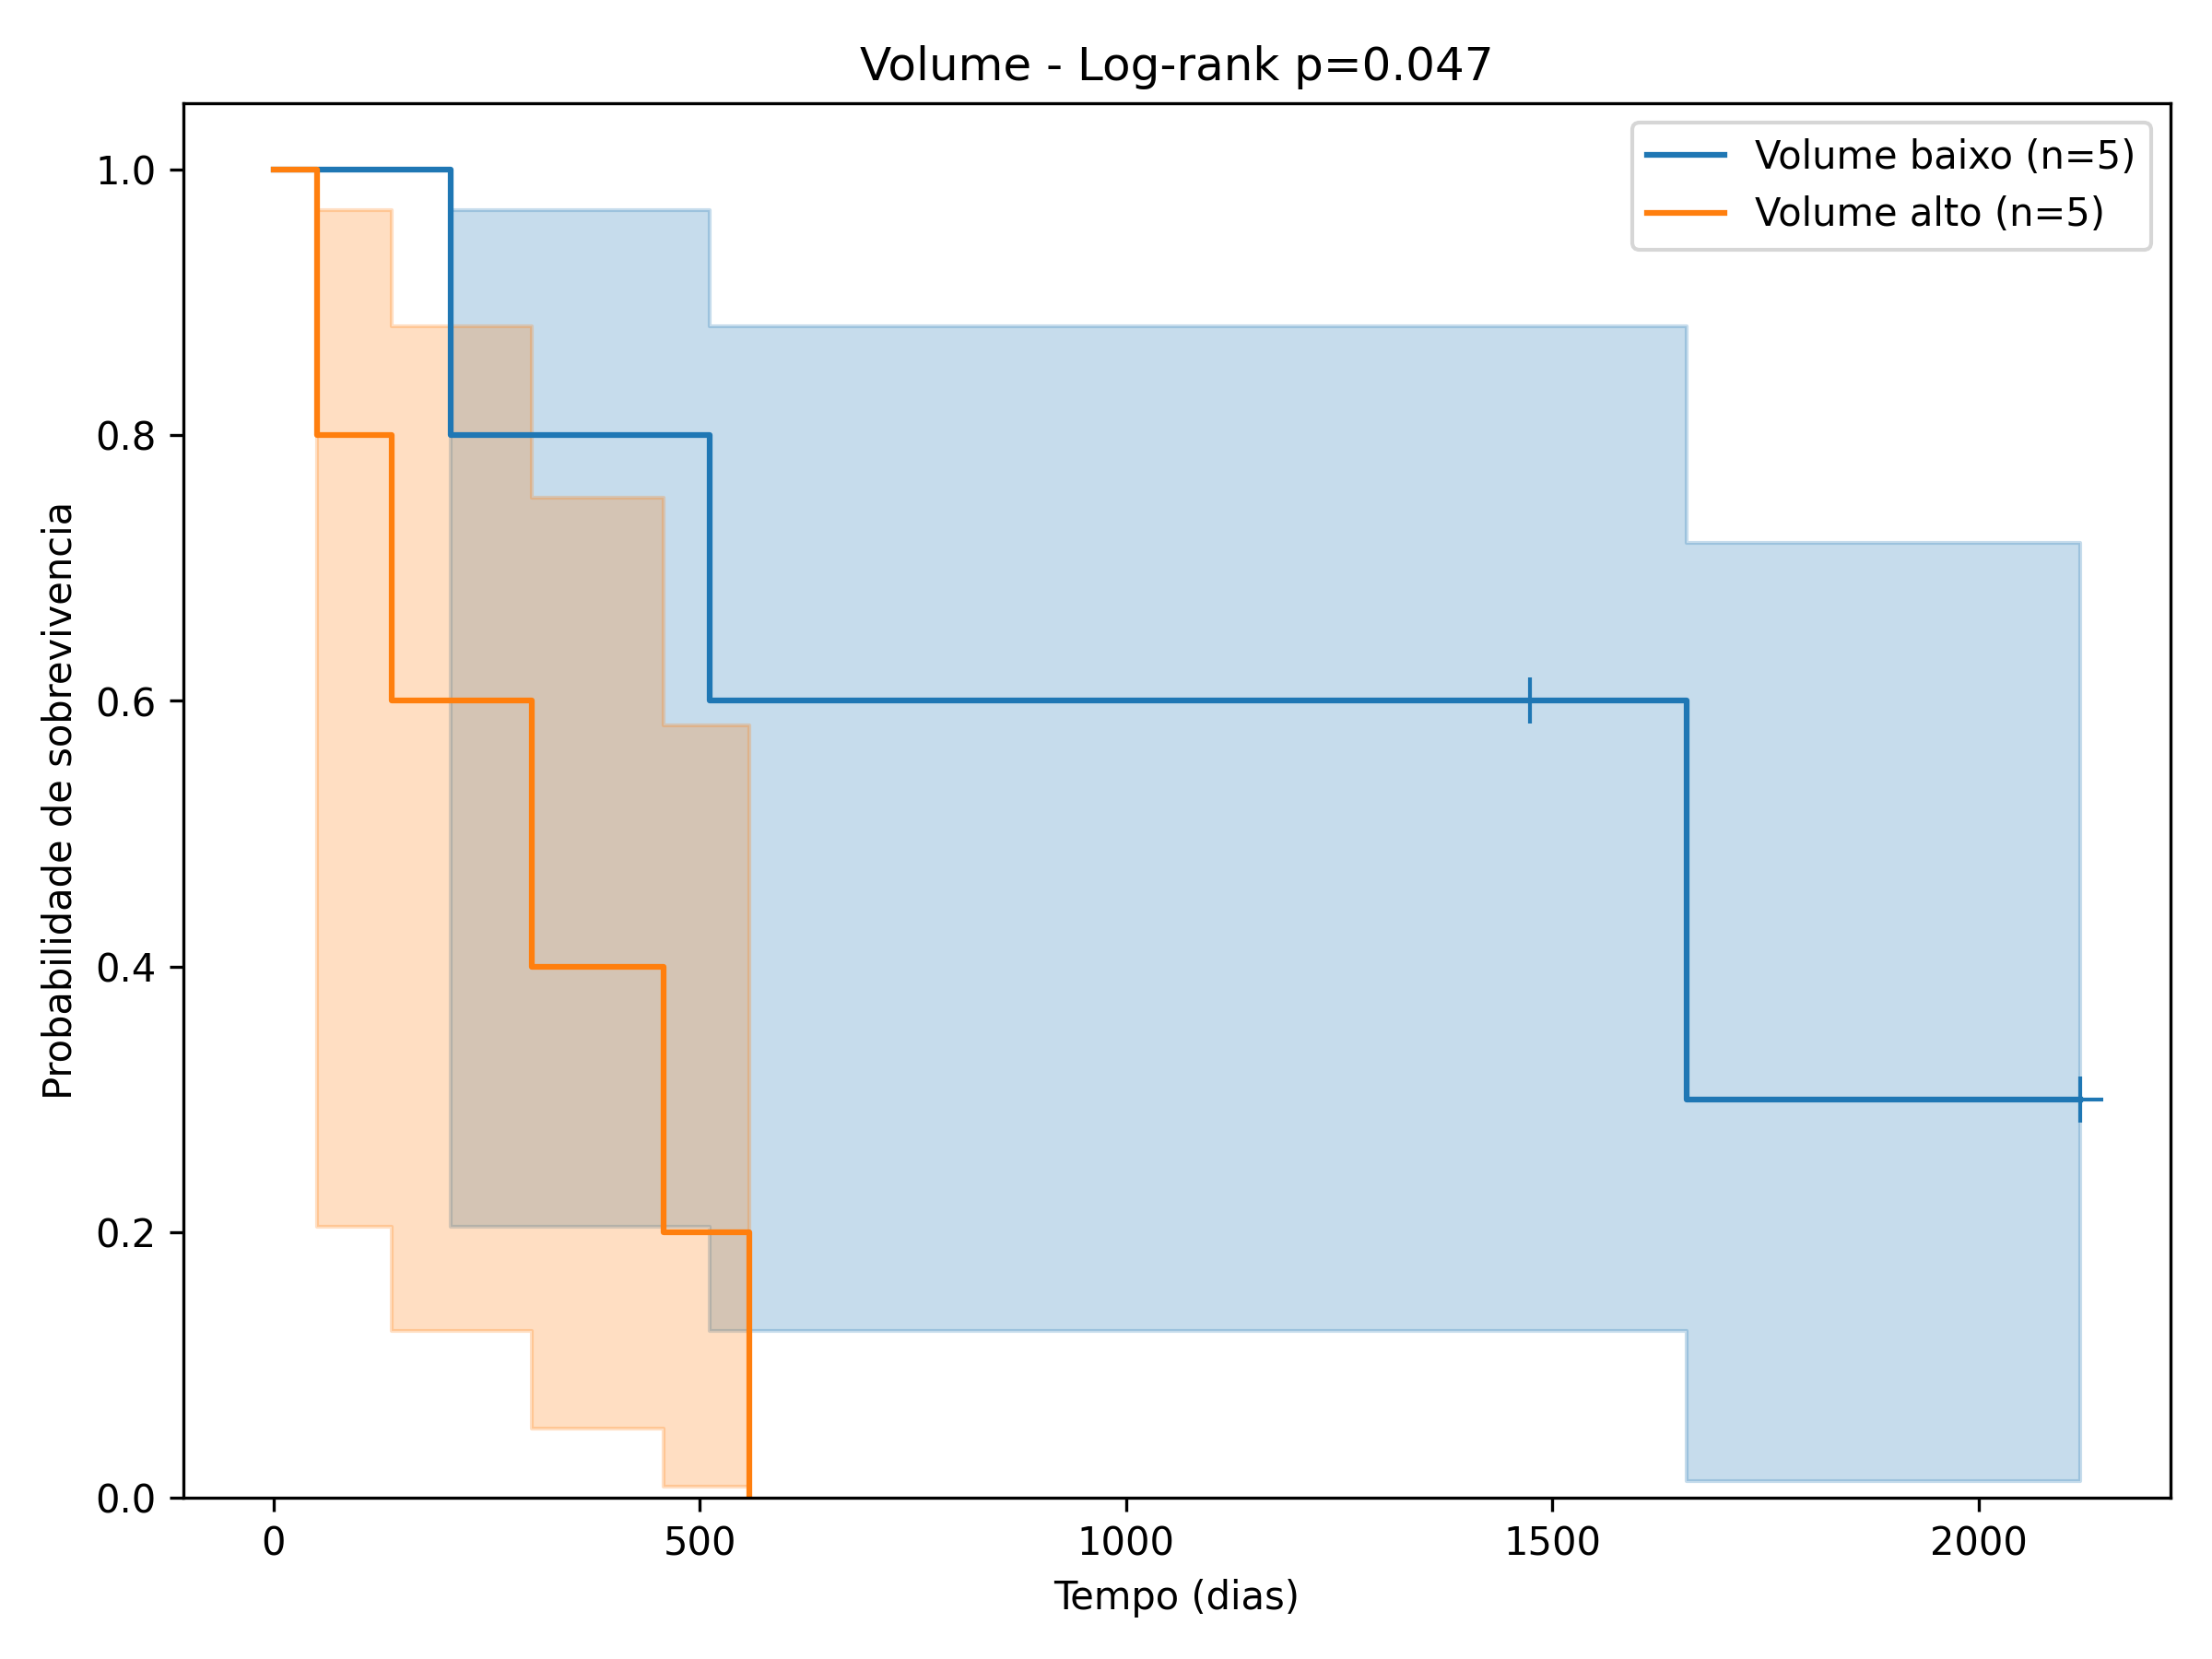 Volume - Log-rank p=0.047
Volume baixo (n=5)
Volume alto (n=5)
1.0
0.8
0.6
0.4
0.2
0.0
Probabilidade de sobrevivencia
0 500 1000 1500 2000
Tempo (dias)